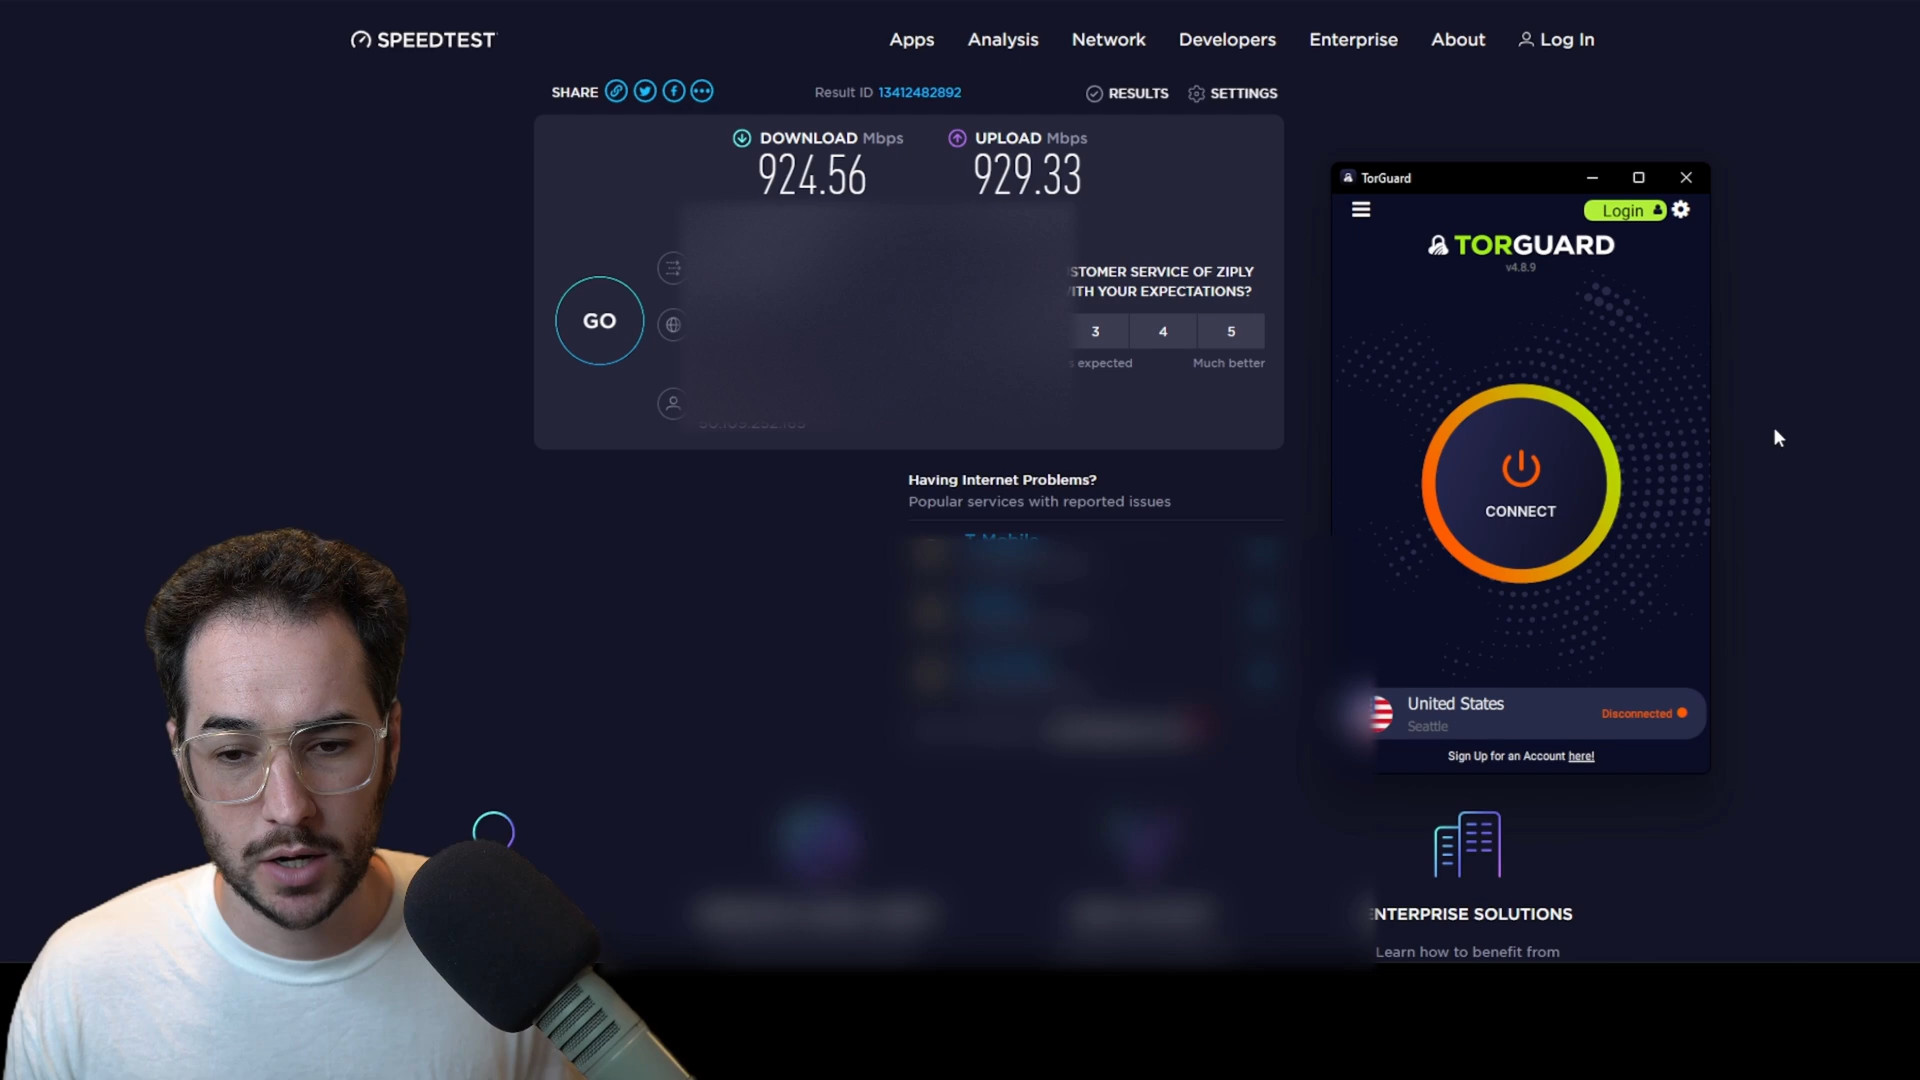 SPEEDTEST
Apps Analysis Network Developers Enterprise About Log In
SHARE Result ID 13412482892 RESULTS SETTINGS
DOWNLOAD Mbps UPLOAD Mbps
924.56 929.33
STOMER SERVICE OF ZIPLY
WITH YOUR EXPECTATIONS?
GO
3 4 5
expected Much better
Having Internet Problems?
Popular services with reported issues
T-Mobile
TorGuard
Login
TORGUARD
v4.8.9
CONNECT
United States
Seattle
Disconnected
Sign Up for an Account here!
ENTERPRISE SOLUTIONS
Learn how to benefit from